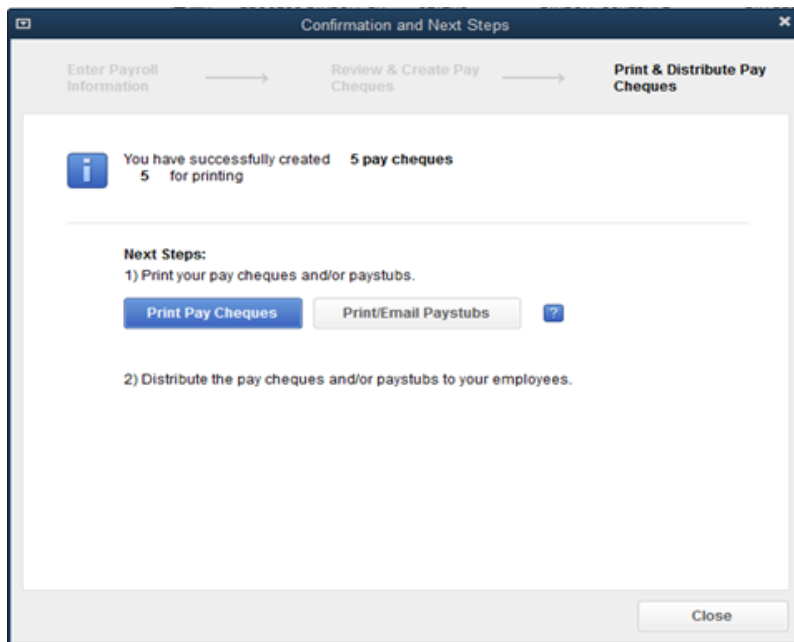 Confirmation and Next Steps
Enter Payroll
Information
Review & Create Pay
Cheques
Print & Distribute Pay
Cheques
You have successfully created 5 pay cheques
5 for printing
Next Steps:
1) Print your pay cheques and/or paystubs.
Print Pay Cheques
Print/Email Paystubs
?
2) Distribute the pay cheques and/or paystubs to your employees.
Close